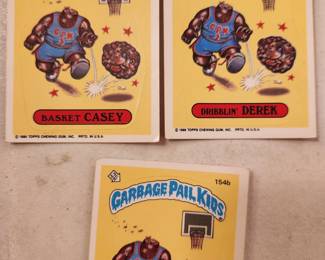 BASKET CASEY
© 1986 TOPPS CHEWING GUM, INC. PRTD. IN U.S.A.
DRIBBLIN' DEREK
© 1986 TOPPS CHEWING GUM, INC. PRTD. IN U.S.A.
154b
GARBAGE PAIL KIDS